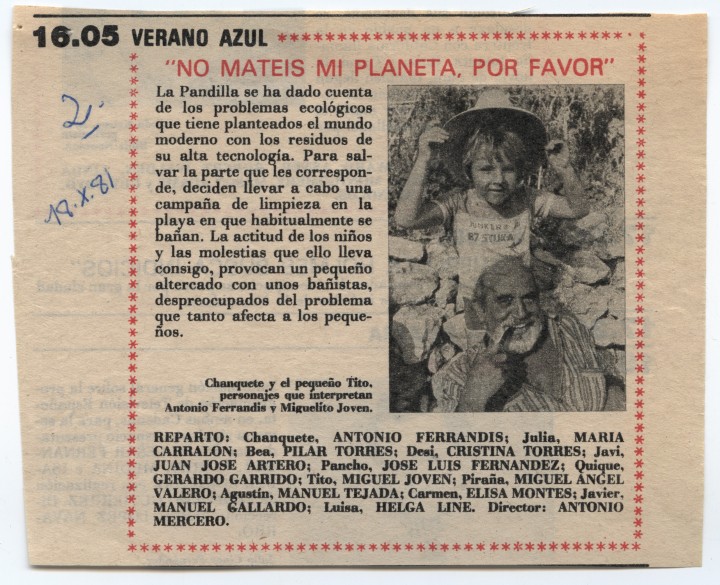 16.05 VERANO AZUL
"NO MATEIS MI PLANETA, POR FAVOR"
La Pandilla se ha dado cuenta
de los problemas ecológicos
que tiene planteados el mundo
moderno con los residuos de
su alta tecnología. Para sal-
var la parte que les correspon-
de, deciden llevar a cabo una
campaña de limpieza en la
playa en que habitualmente se
bañan. La actitud de los niños
y las molestias que ello lleva
consigo, provocan un pequeño
altercado con unos bañistas,
despreocupados del problema
que tanto afecta a los peque-
ños.
2
18.X.81
Chanquete y el pequeño Tito,
personajes que interpretan
Antonio Ferrandis y Miguelito Joven.
REPARTO: Chanquete, ANTONIO FERRANDIS; Julia, MARIA
CARRALON; Bea, PILAR TORRES; Desi, CRISTINA TORRES; Javi,
JUAN JOSE ARTERO; Pancho, JOSE LUIS FERNANDEZ; Quique,
GERARDO GARRIDO; Tito, MIGUEL JOVEN; Piraña, MIGUEL ANGEL
VALERO; Agustín, MANUEL TEJADA; Carmen, ELISA MONTES; Javier,
MANUEL GALLARDO; Luisa, HELGA LINE. Director: ANTONIO
MERCERO.